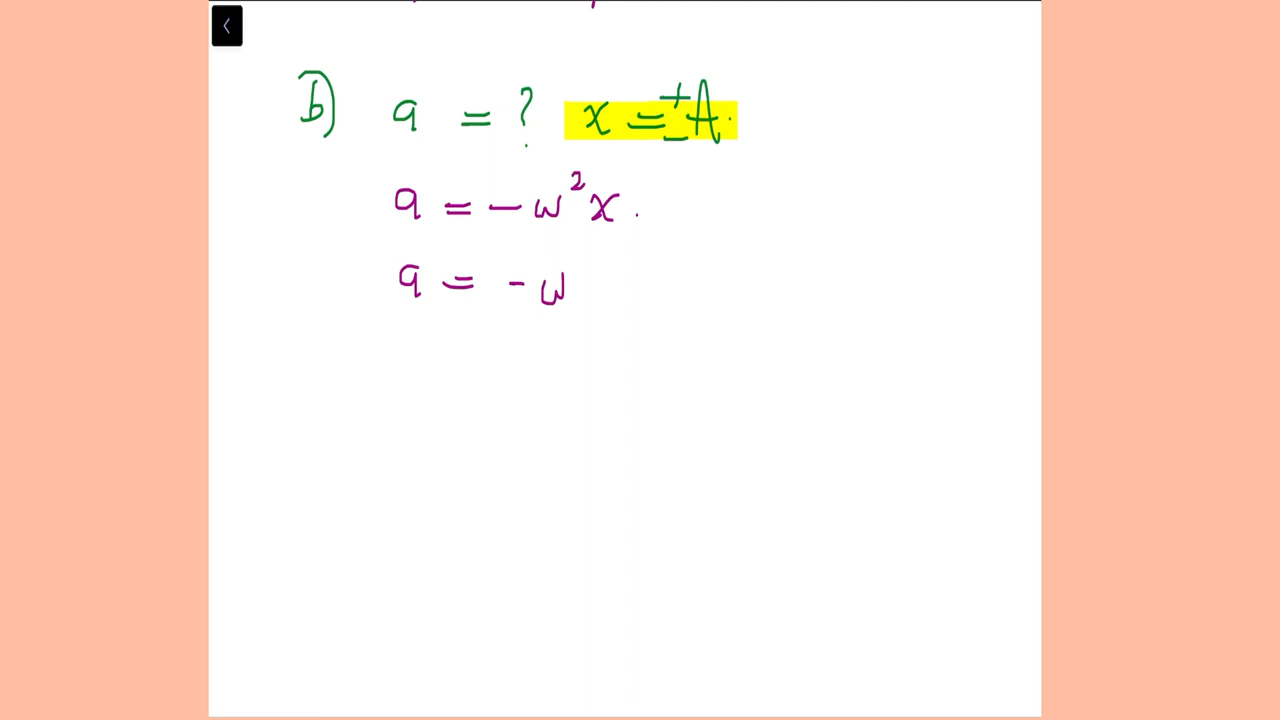 b) a = ? x = ±A.
a = -ω²x.
a = -ω